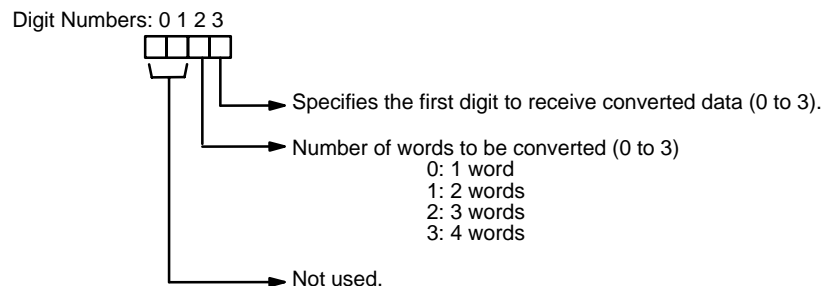 Digit Numbers: 0 1 2 3
Specifies the first digit to receive converted data (0 to 3).
Number of words to be converted (0 to 3)
0: 1 word
1: 2 words
2: 3 words
3: 4 words
Not used.